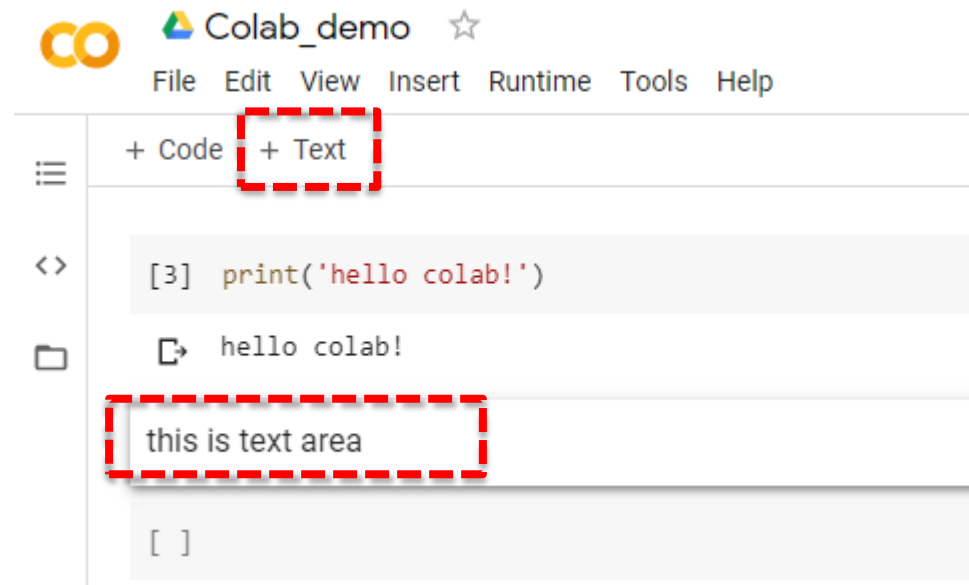 Colab_demo
File Edit View Insert Runtime Tools Help
+ Code + Text
[3] print('hello colab!')
hello colab!
this is text area
[ ]